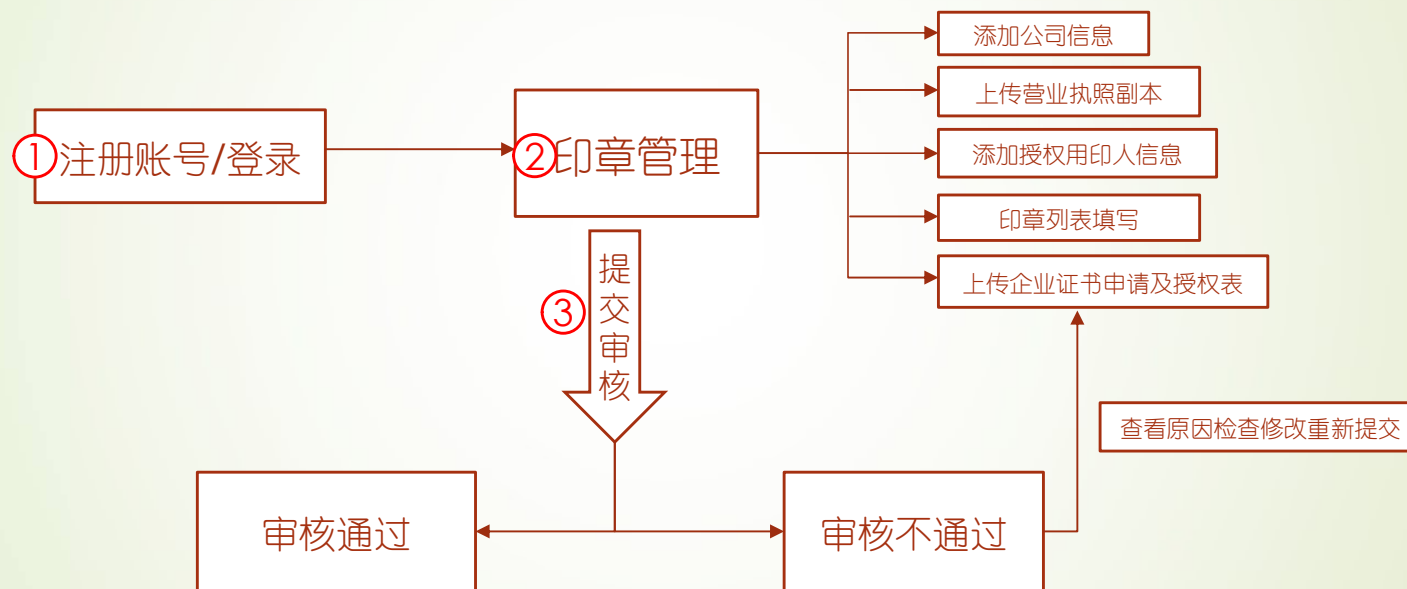 ①注册账号/登录
②印章管理
添加公司信息
上传营业执照副本
添加授权用印人信息
印章列表填写
上传企业证书申请及授权表
③
提
交
审
核
查看原因检查修改重新提交
审核通过
审核不通过